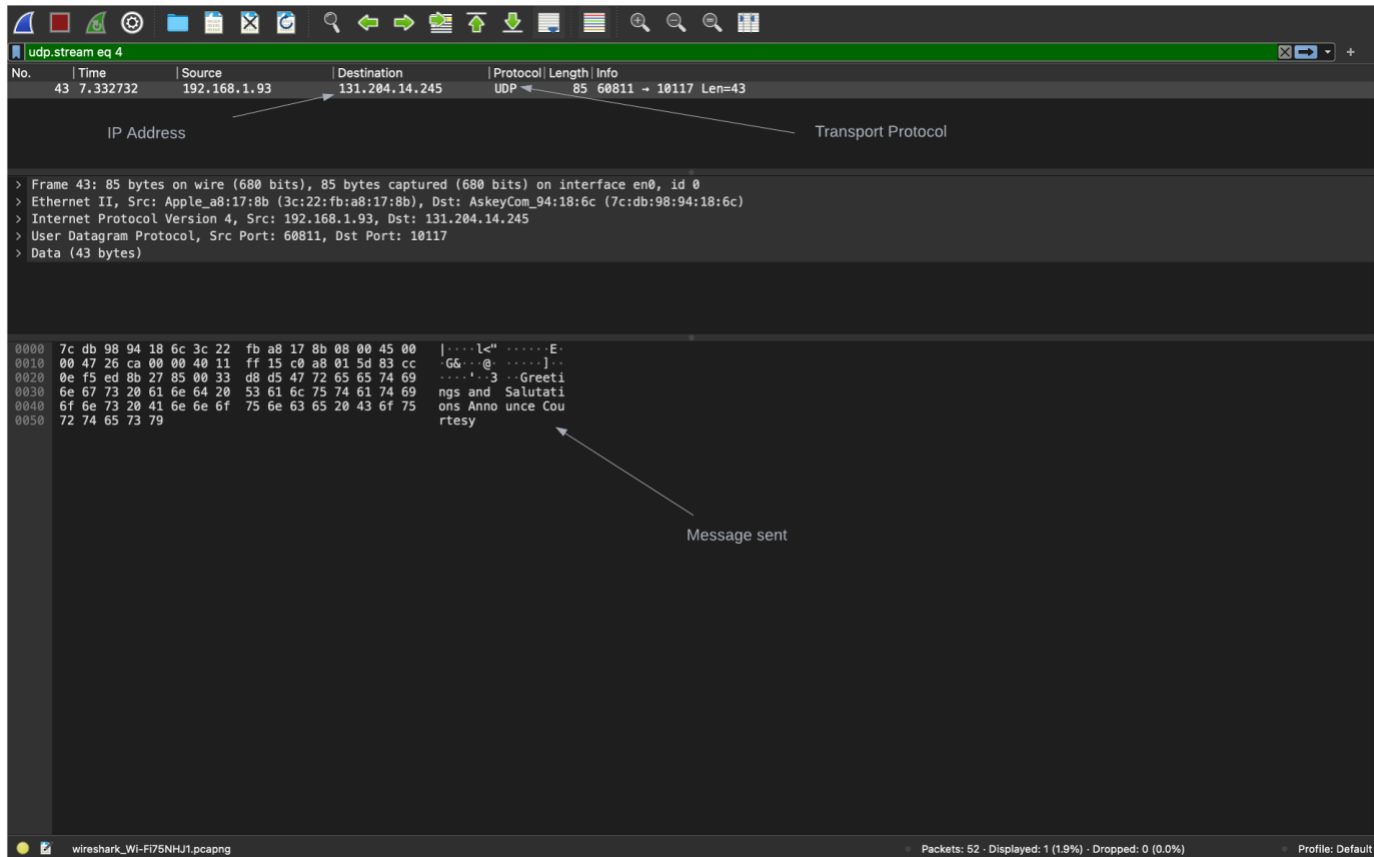 udp.stream eq 4
No. Time Source Destination Protocol Length Info
43 7.332732 192.168.1.93 131.204.14.245 UDP 85 60811 → 10117 Len=43
IP Address
Transport Protocol
> Frame 43: 85 bytes on wire (680 bits), 85 bytes captured (680 bits) on interface en0, id 0
> Ethernet II, Src: Apple_a8:17:8b (3c:22:fb:a8:17:8b), Dst: AskeyCom_94:18:6c (7c:db:98:94:18:6c)
> Internet Protocol Version 4, Src: 192.168.1.93, Dst: 131.204.14.245
> User Datagram Protocol, Src Port: 60811, Dst Port: 10117
> Data (43 bytes)
0000 7c db 98 94 18 6c 3c 22 fb a8 17 8b 08 00 45 00 |····l<" ······E·
0010 00 47 26 ca 00 00 40 11 ff 15 c0 a8 01 5d 83 cc ·G&···@· ·····]··
0020 0e f5 ed 8b 27 85 00 33 d8 d5 47 72 65 65 74 69 ····'··3 ··Greeti
0030 6e 67 73 20 61 6e 64 20 53 61 6c 75 74 61 74 69 ngs and Salutati
0040 6f 6e 73 20 41 6e 6e 6f 75 6e 63 65 20 43 6f 75 ons Anno unce Cou
0050 72 74 65 73 79 rtesy
Message sent
wireshark_Wi-Fi75NHJ1.pcapng
Packets: 52 · Displayed: 1 (1.9%) · Dropped: 0 (0.0%)
Profile: Default